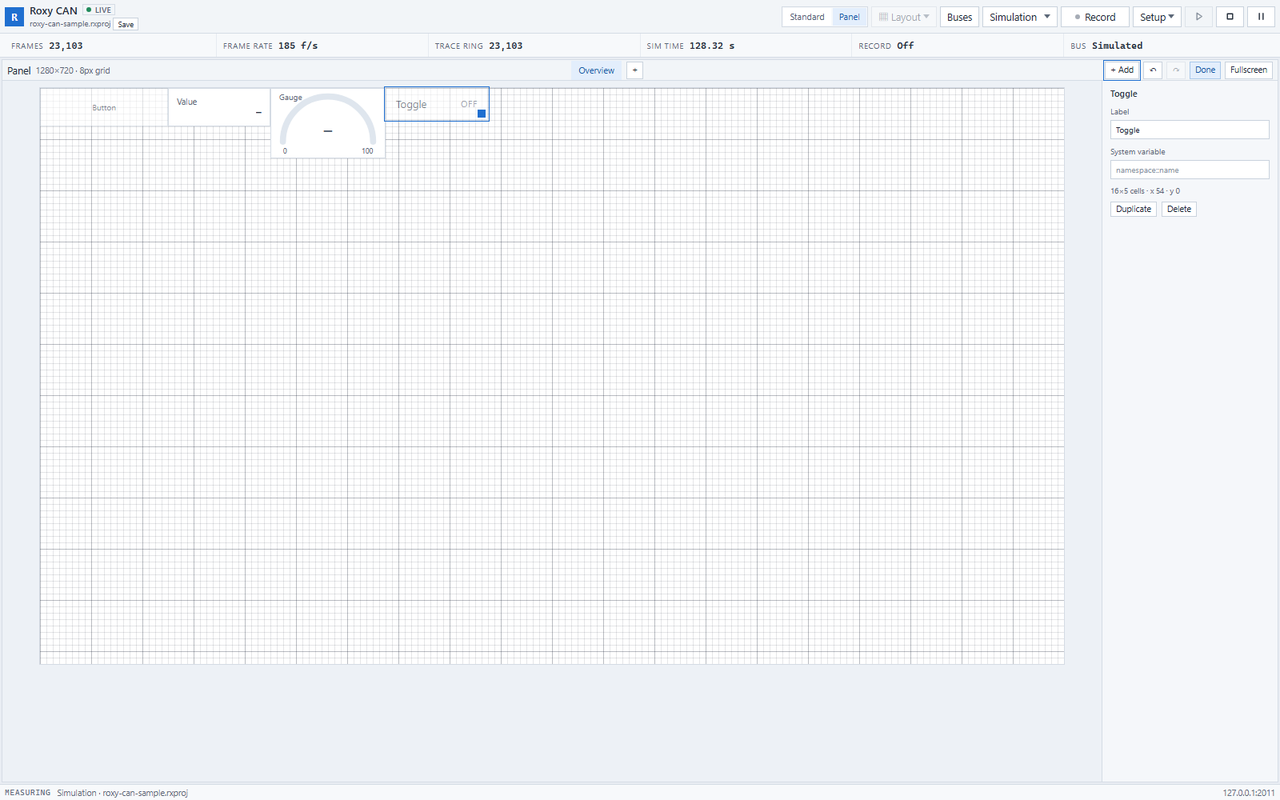 R
Roxy CAN
LIVE
roxy-can-sample.rxproj
Save
Standard
Panel
Layout
Buses
Simulation
Record
Setup
FRAMES 23,103
FRAME RATE 185 f/s
TRACE RING 23,103
SIM TIME 128.32 s
RECORD Off
BUS Simulated
Panel 1280×720 · 8px grid
Overview
+
+ Add
Done
Fullscreen
Button
Value
–
Gauge
–
0
100
Toggle
Off
Toggle
Label
Toggle
System variable
namespace::name
16×5 cells · x 54 · y 0
Duplicate
Delete
MEASURING Simulation · roxy-can-sample.rxproj
127.0.0.1:2011